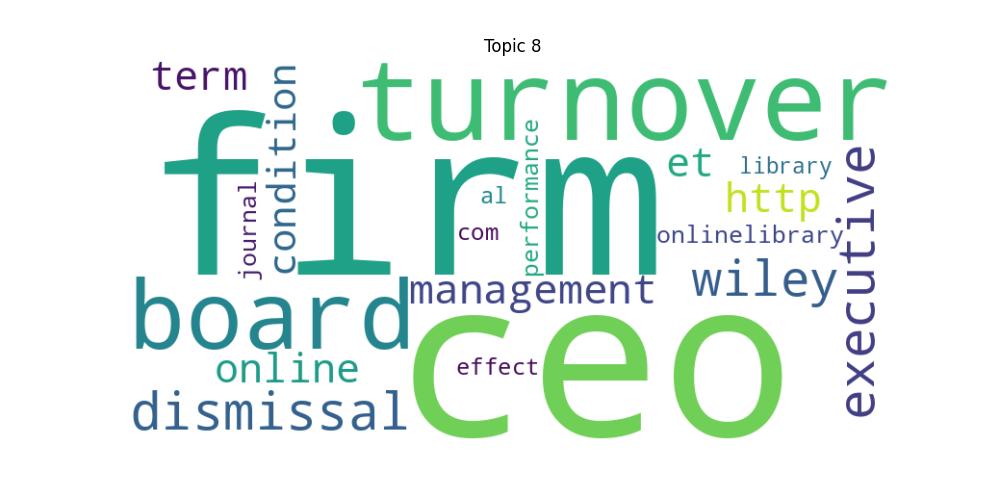 Topic 8
term
condition
turnover
firm
journal
al
com
performance
et
library
http
onlinelibrary
executive
board
management
wiley
online
effect
ceo
dismissal